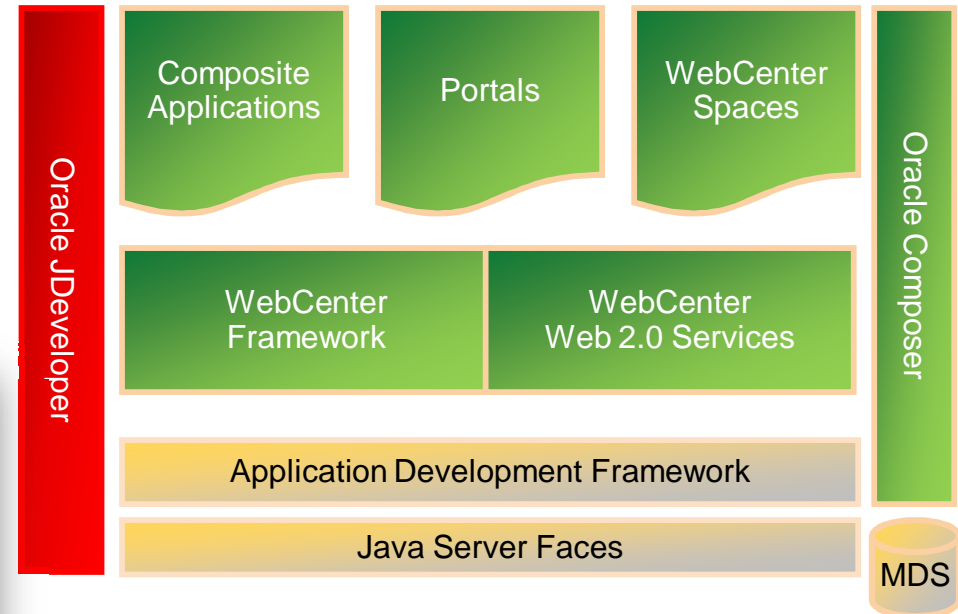 Oracle JDeveloper
Composite
Applications
Portals
WebCenter
Spaces
Oracle Composer
WebCenter
Framework
WebCenter
Web 2.0 Services
Application Development Framework
Java Server Faces
MDS